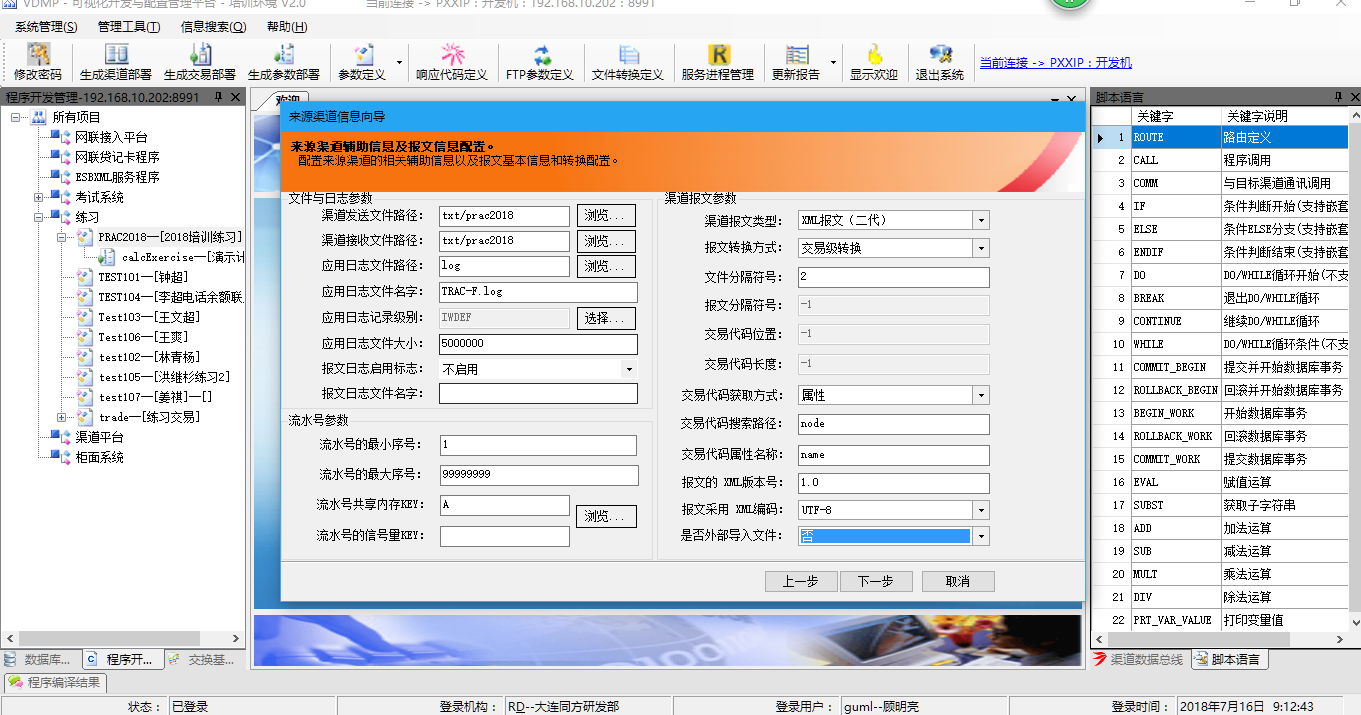 VDMP - 可视化开发与配置管理平台 - 培训环境 V2.0 当前连接 -> PXXIP：开发机：192.168.10.202：8991
系统管理(S) 管理工具(T) 信息搜索(Q) 帮助(H)
修改密码 生成渠道部署 生成交易部署 生成参数部署 参数定义 响应代码定义 FTP参数定义 文件转换定义 服务进程管理 更新报告 显示欢迎 退出系统 当前连接 -> PXXIP：开发机
程序开发管理-192.168.10.202:8991
所有项目
网联接入平台
网联贷记卡程序
ESBXML服务程序
考试系统
练习
PRAC2018—[2018培训练习]
calcExercise—[演示计
TEST101—[钟超]
TEST104—[李超电话余额联
Test103—[王文超]
Test106—[王爽]
test102—[林青杨]
test105—[洪继杉练习2]
test107—[姜祺]—[]
trade—[练习交易]
渠道平台
柜面系统
数据库... 程序开... 交换基...
欢迎
来源渠道信息向导
来源渠道辅助信息及报文信息配置。
配置来源渠道的相关辅助信息以及报文基本信息和转换配置。
文件与日志参数
渠道发送文件路径： txt/prac2018 浏览...
渠道接收文件路径： txt/prac2018 浏览...
应用日志文件路径： log 浏览...
应用日志文件名字： TRAC-F.log
应用日志记录级别： IWDEF 选择...
应用日志文件大小： 5000000
报文日志启用标志： 不启用
报文日志文件名字：
流水号参数
流水号的最小序号： 1
流水号的最大序号： 99999999
流水号共享内存KEY： A 浏览...
流水号的信号量KEY：
渠道报文参数
渠道报文类型： XML报文（二代）
报文转换方式： 交易级转换
文件分隔符号： 2
报文分隔符号： -1
交易代码位置： -1
交易代码长度： -1
交易代码获取方式： 属性
交易代码搜索路径： node
交易代码属性名称： name
报文的 XML版本号： 1.0
报文采用 XML编码： UTF-8
是否外部导入文件： 否
上一步 下一步 取消
脚本语言
关键字 关键字说明
1 ROUTE 路由定义
2 CALL 程序调用
3 COMM 与目标渠道通讯调用
4 IF 条件判断开始(支持嵌套
5 ELSE 条件ELSE分支(支持嵌套
6 ENDIF 条件判断结束(支持嵌套
7 DO DO/WHILE循环开始(不支
8 BREAK 退出DO/WHILE循环
9 CONTINUE 继续DO/WHILE循环
10 WHILE DO/WHILE循环条件(不支
11 COMMIT_BEGIN 提交并开始数据库事务
12 ROLLBACK_BEGIN 回滚并开始数据库事务
13 BEGIN_WORK 开始数据库事务
14 ROLLBACK_WORK 回滚数据库事务
15 COMMIT_WORK 提交数据库事务
16 EVAL 赋值运算
17 SUBST 获取子字符串
18 ADD 加法运算
19 SUB 减法运算
20 MULT 乘法运算
21 DIV 除法运算
22 PRT_VAR_VALUE 打印变量值
渠道数据总线 脚本语言
程序编译结果
状态： 已登录 登录机构： RD--大连同方研发部 登录用户： guml--顾明亮 登录时间： 2018年7月16日 9:12:43